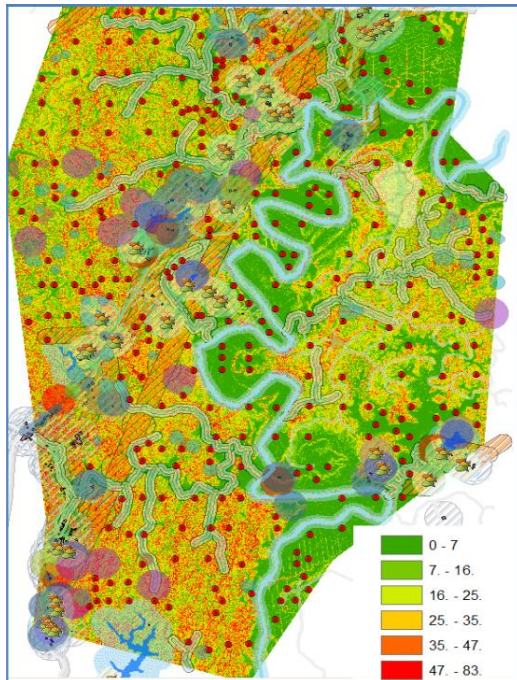 0 - 7
7. - 16.
16. - 25.
25. - 35.
35. - 47.
47. - 83.